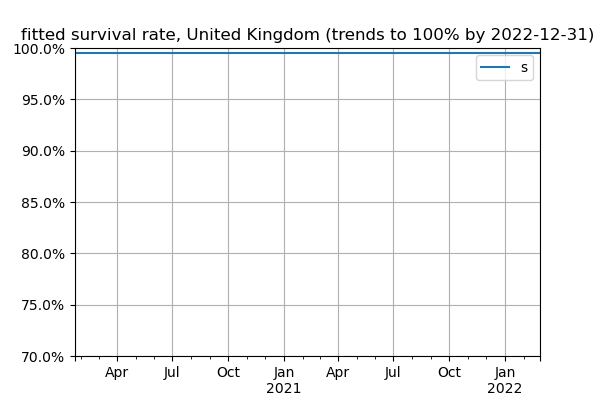 fitted survival rate, United Kingdom (trends to 100% by 2022-12-31)
100.0%
s
95.0%
90.0%
85.0%
80.0%
75.0%
70.0%
Apr Jul Oct Jan Apr Jul Oct Jan
2021 2022